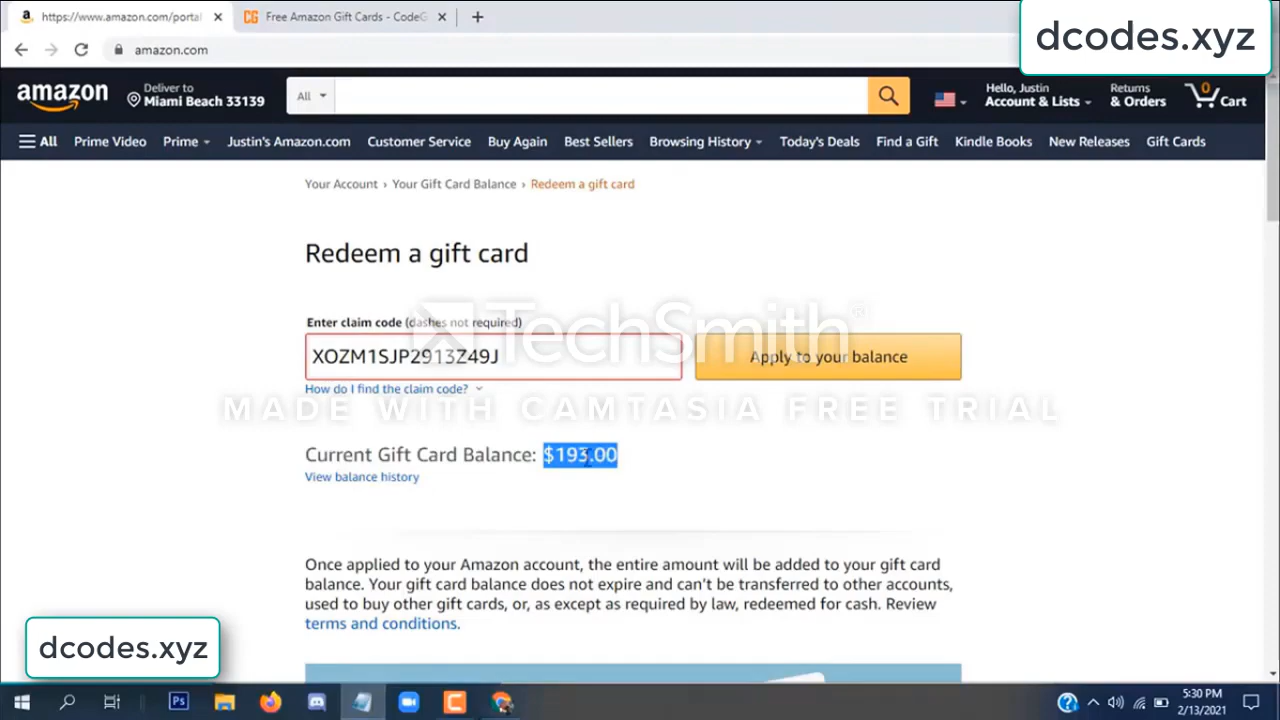 https://www.amazon.com/portal
Free Amazon Gift Cards - CodeG
dcodes.xyz
amazon.com
amazon
Deliver to
Miami Beach 33139
All
Hello, Justin
Account & Lists
Returns
& Orders
0
Cart
All
Prime Video
Prime
Justin's Amazon.com
Customer Service
Buy Again
Best Sellers
Browsing History
Today's Deals
Find a Gift
Kindle Books
New Releases
Gift Cards
Your Account › Your Gift Card Balance › Redeem a gift card
Redeem a gift card
TechSmith®
Enter claim code (dashes not required)
XOZM1SJP2913Z49J
Apply to your balance
How do I find the claim code?
MADE WITH CAMTASIA FREE TRIAL
Current Gift Card Balance: $193.00
View balance history
Once applied to your Amazon account, the entire amount will be added to your gift card
balance. Your gift card balance does not expire and can't be transferred to other accounts,
used to buy other gift cards, or, as except as required by law, redeemed for cash. Review
terms and conditions.
dcodes.xyz
Ps
5:30 PM
2/13/2021